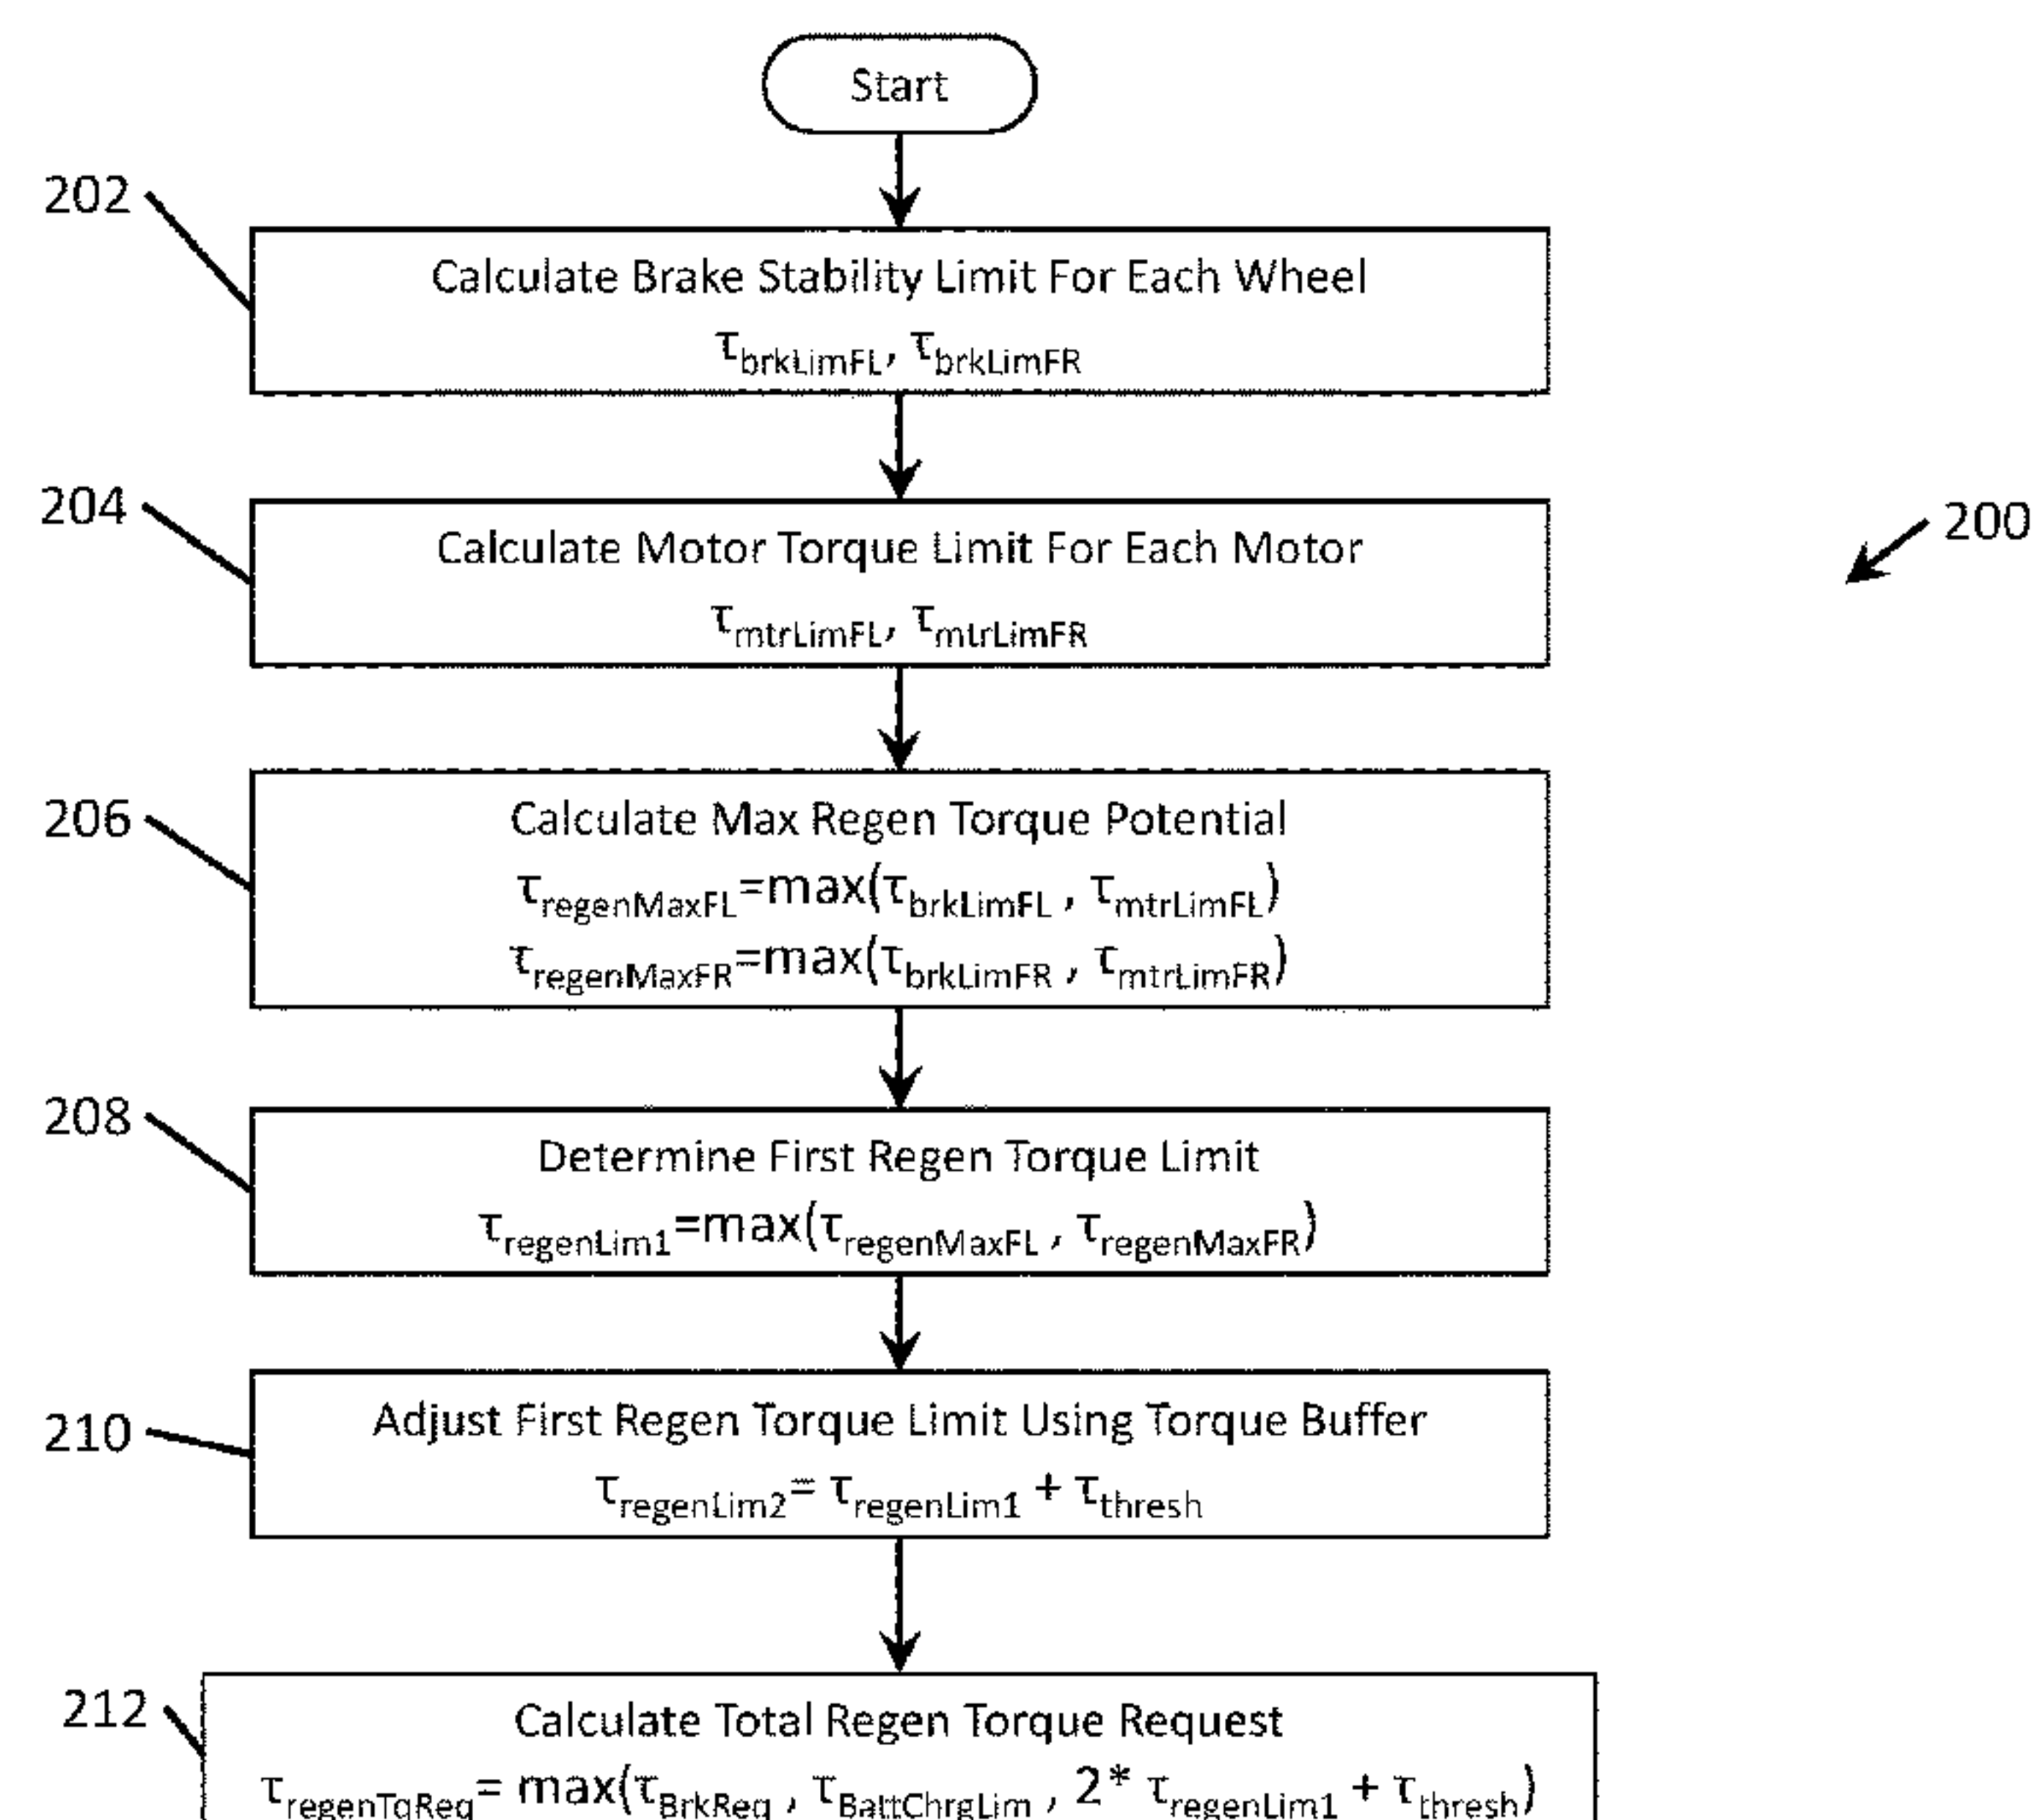 Start
202
Calculate Brake Stability Limit For Each Wheel
τbrkLimFL, τbrkLimFR
204
Calculate Motor Torque Limit For Each Motor
τmtrLimFL, τmtrLimFR
200
206
Calculate Max Regen Torque Potential
τregenMaxFL=max(τbrkLimFL , τmtrLimFL)
τregenMaxFR=max(τbrkLimFR , τmtrLimFR)
208
Determine First Regen Torque Limit
τregenLim1=max(τregenMaxFL , τregenMaxFR)
210
Adjust First Regen Torque Limit Using Torque Buffer
τregenLim2= τregenLim1 + τthresh
212
Calculate Total Regen Torque Request
τregenTqReq= max(τBrkReq , τBattChrgLim , 2* τregenLim1 + τthresh)